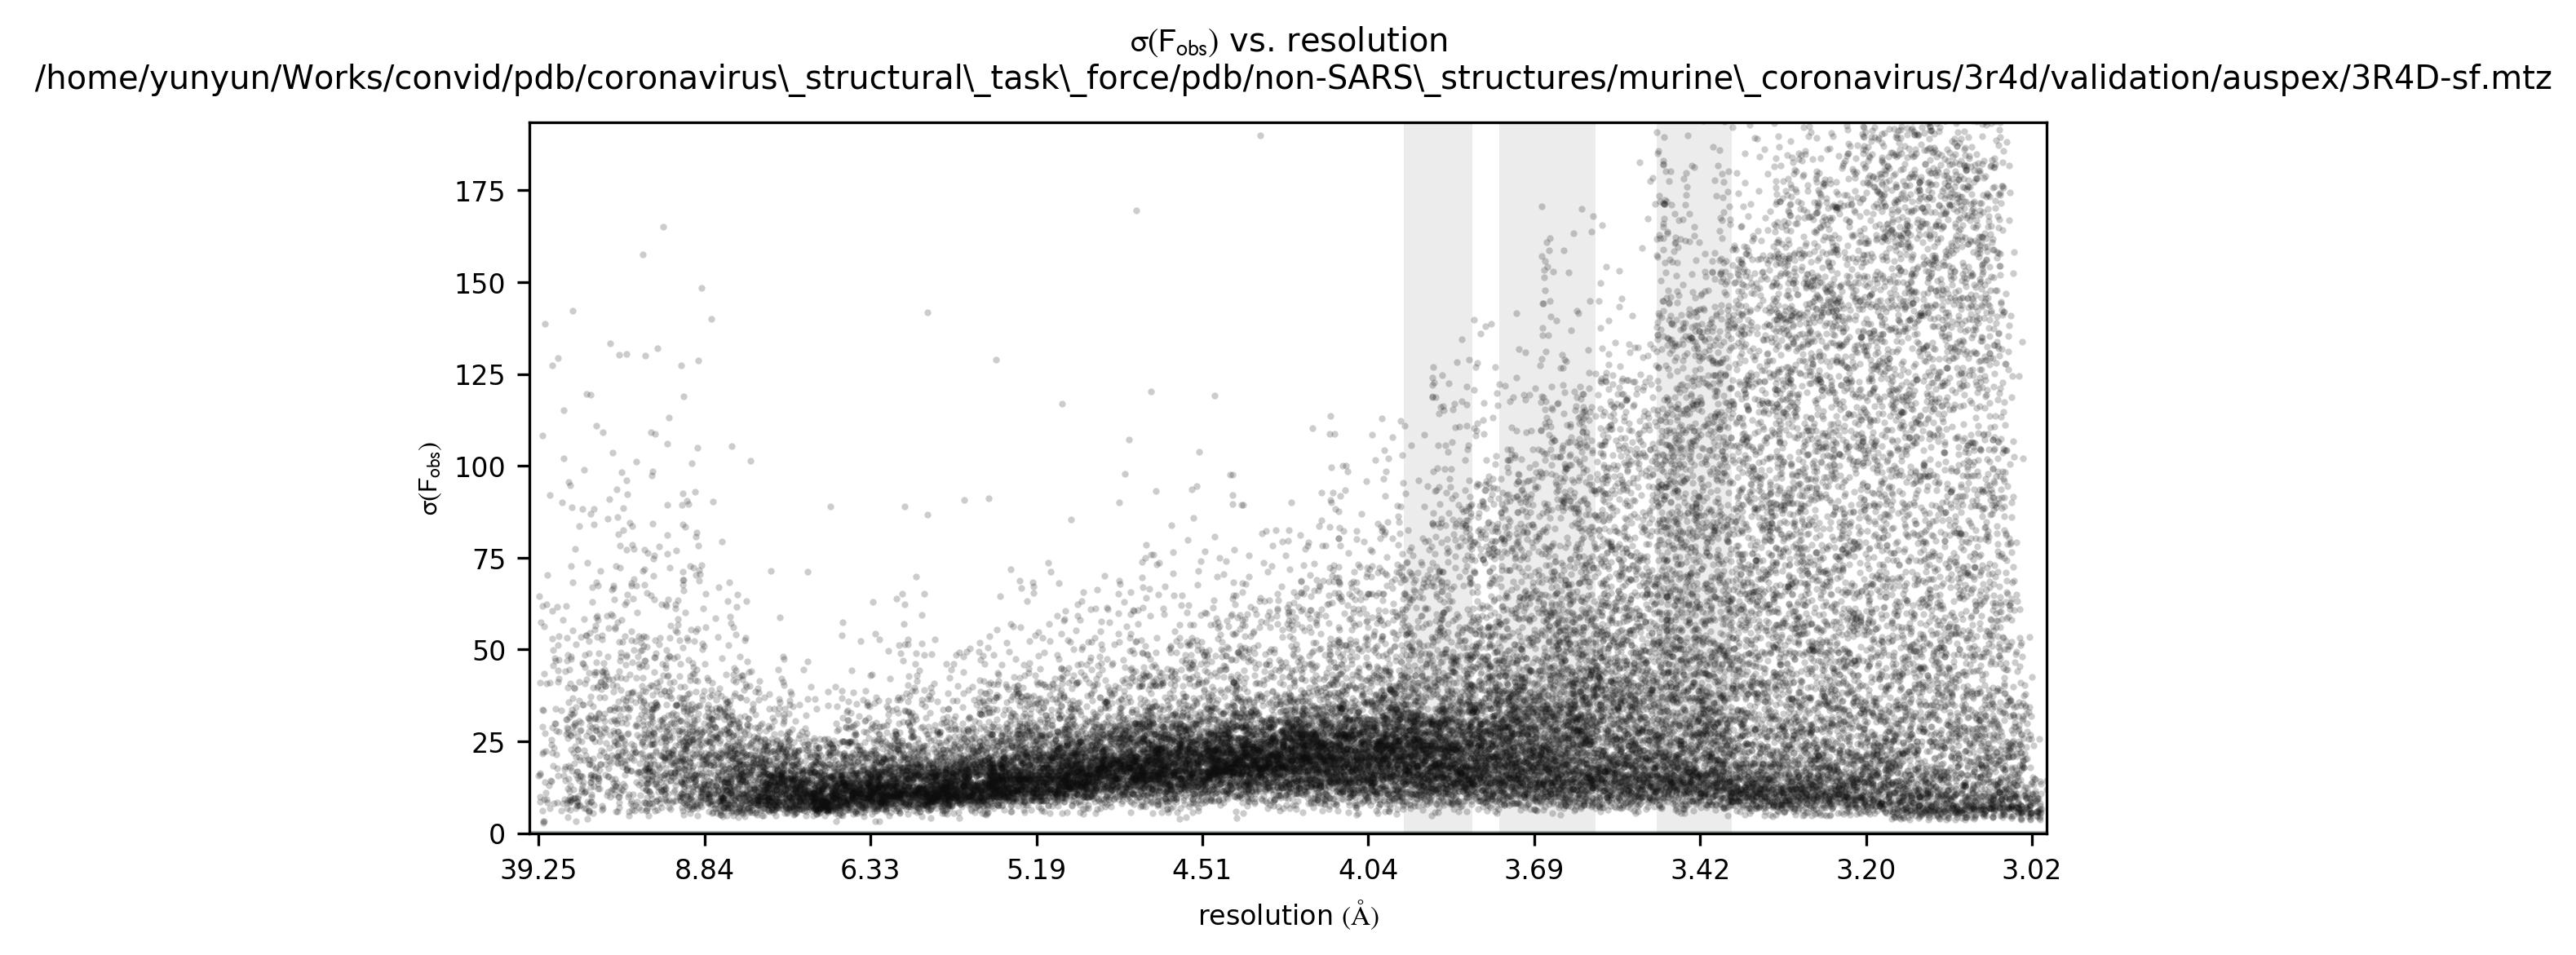 σ(Fobs) vs. resolution
/home/yunyun/Works/convid/pdb/coronavirus\_structural\_task\_force/pdb/non-SARS\_structures/murine\_coronavirus/3r4d/validation/auspex/3R4D-sf.mtz
175
150
125
100
75
50
25
0
σ(Fobs)
39.25 8.84 6.33 5.19 4.51 4.04 3.69 3.42 3.20 3.02
resolution (Å)